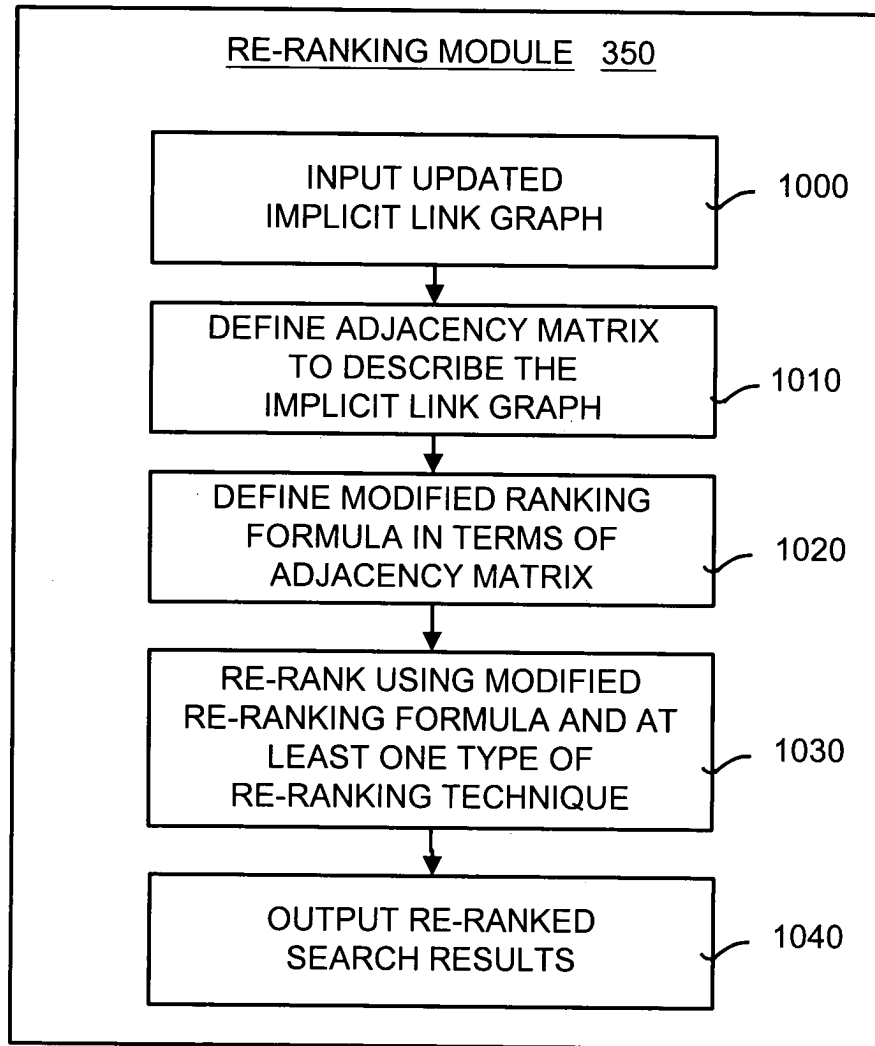 RE-RANKING MODULE 350
INPUT UPDATED
IMPLICIT LINK GRAPH
1000
DEFINE ADJACENCY MATRIX
TO DESCRIBE THE
IMPLICIT LINK GRAPH
1010
DEFINE MODIFIED RANKING
FORMULA IN TERMS OF
ADJACENCY MATRIX
1020
RE-RANK USING MODIFIED
RE-RANKING FORMULA AND AT
LEAST ONE TYPE OF
RE-RANKING TECHNIQUE
1030
OUTPUT RE-RANKED
SEARCH RESULTS
1040